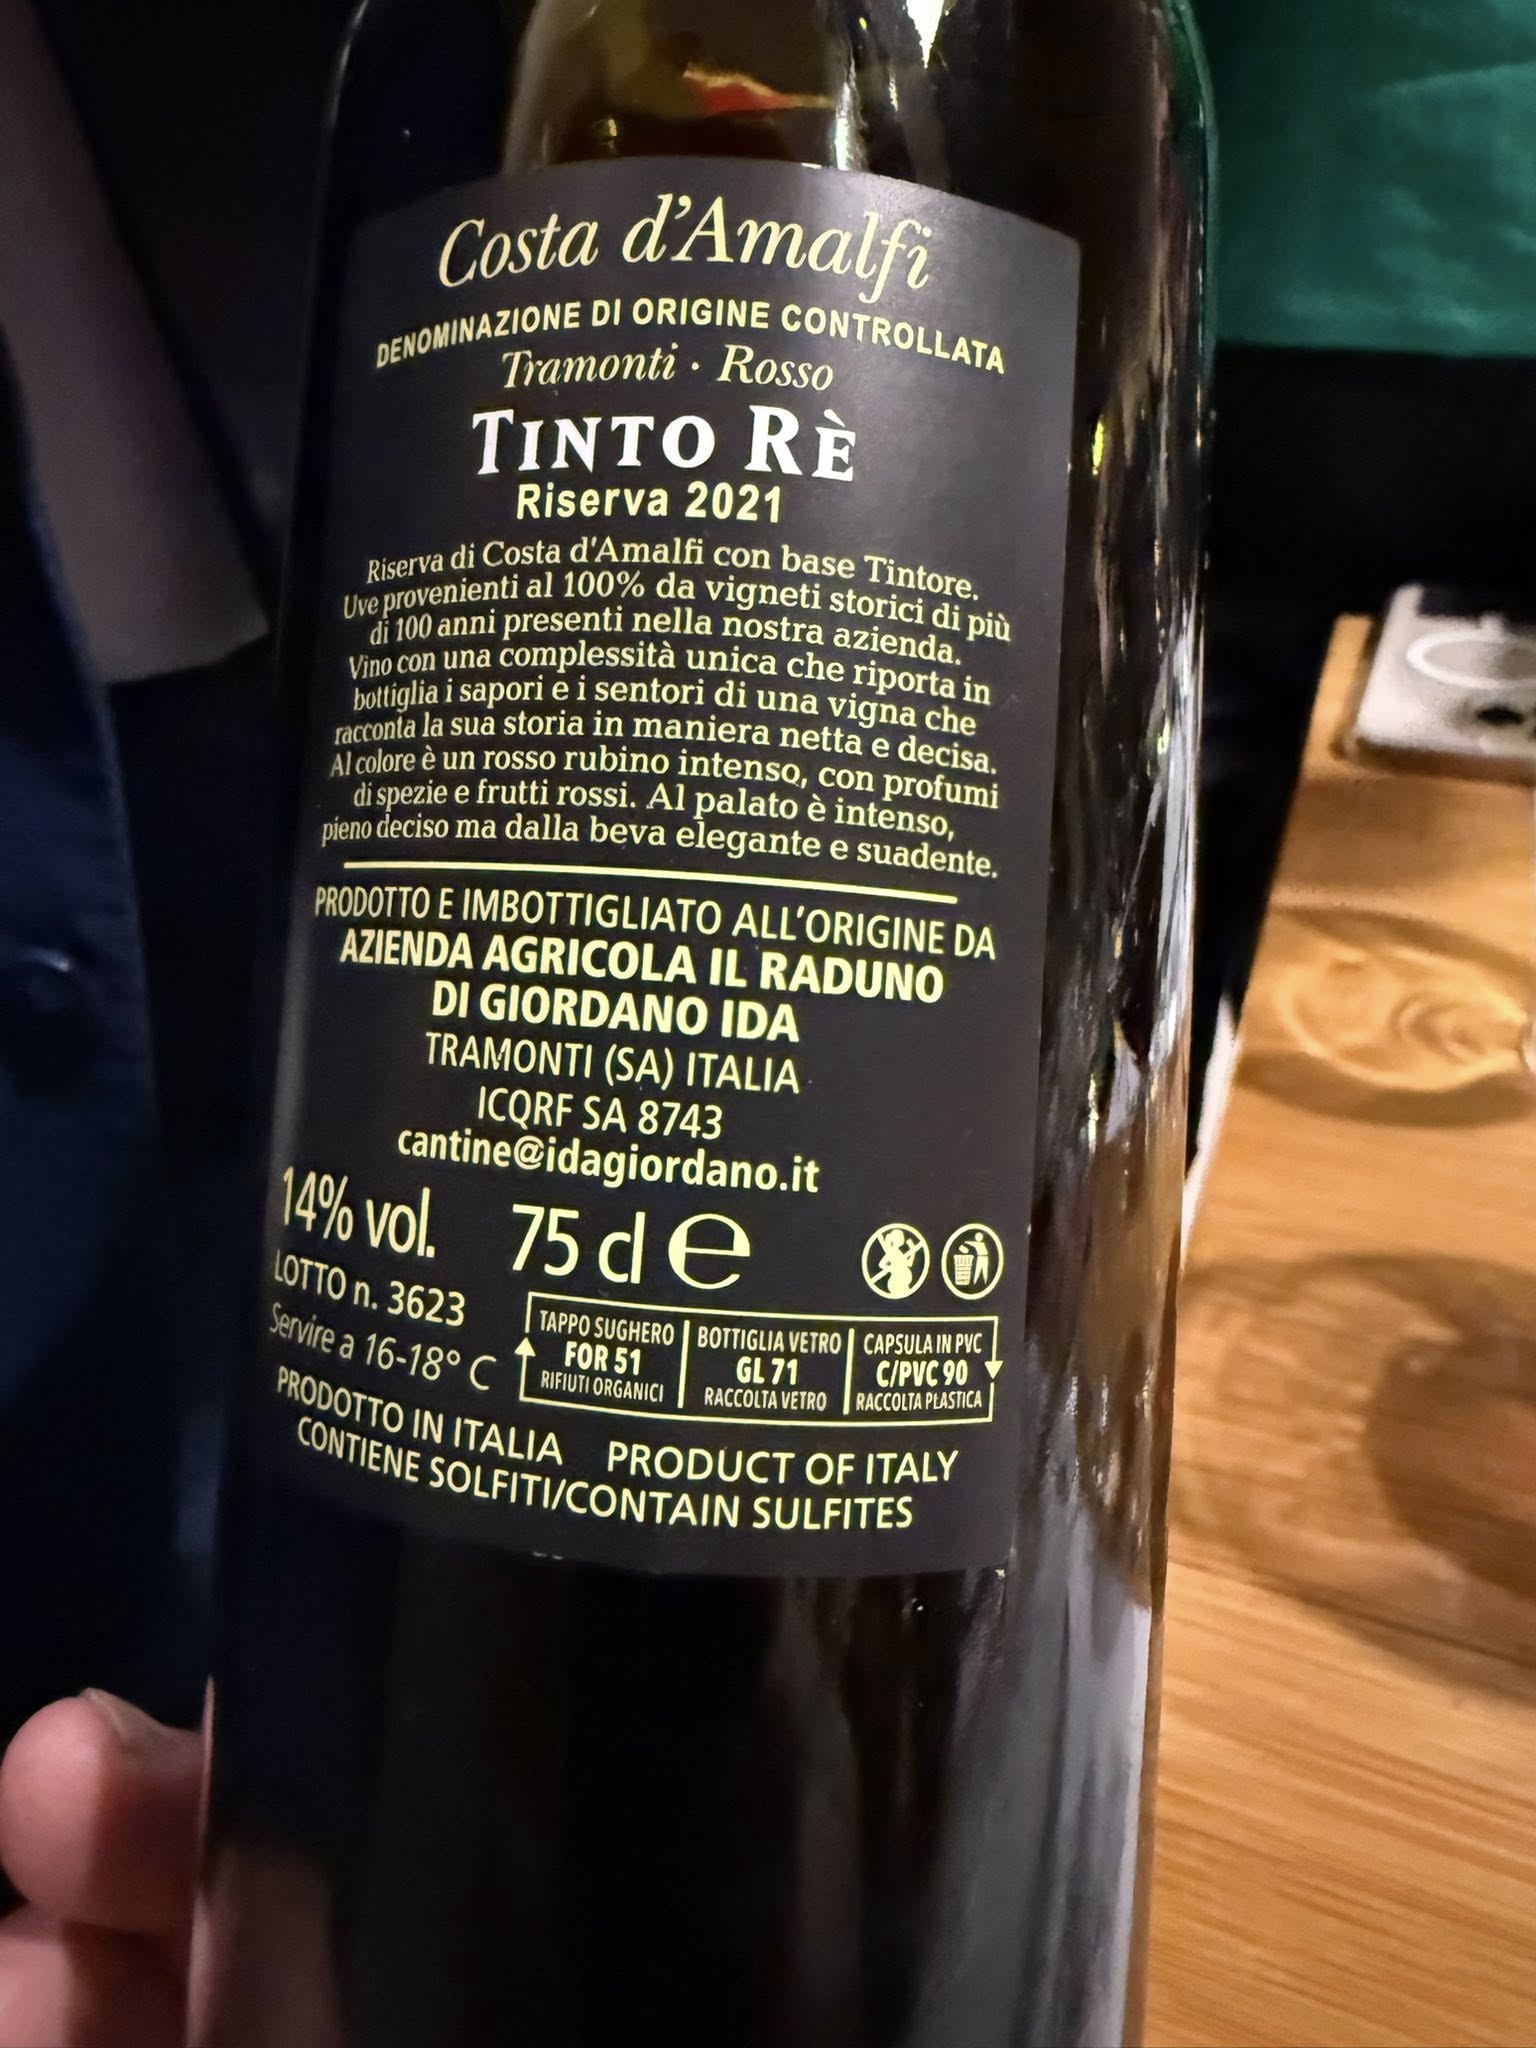 Costa d'Amalfi
DENOMINAZIONE DI ORIGINE CONTROLLATA
Tramonti · Rosso
TINTO RÈ
Riserva 2021
Riserva di Costa d'Amalfi con base Tintore.
Uve provenienti al 100% da vigneti storici di più
di 100 anni presenti nella nostra azienda.
Vino con una complessità unica che riporta in
bottiglia i sapori e i sentori di una vigna che
racconta la sua storia in maniera netta e decisa.
Al colore è un rosso rubino intenso, con profumi
di spezie e frutti rossi. Al palato è intenso,
pieno deciso ma dalla beva elegante e suadente.
PRODOTTO E IMBOTTIGLIATO ALL'ORIGINE DA
AZIENDA AGRICOLA IL RADUNO
DI GIORDANO IDA
TRAMONTI (SA) ITALIA
ICQRF SA 8743
cantine@idagiordano.it
14% vol. 75 cl e
LOTTO n. 3623
Servire a 16-18° C
TAPPO SUGHERO
FOR 51
RIFIUTI ORGANICI
BOTTIGLIA VETRO
GL 71
RACCOLTA VETRO
CAPSULA IN PVC
C/PVC 90
RACCOLTA PLASTICA
PRODOTTO IN ITALIA PRODUCT OF ITALY
CONTIENE SOLFITI/CONTAIN SULFITES